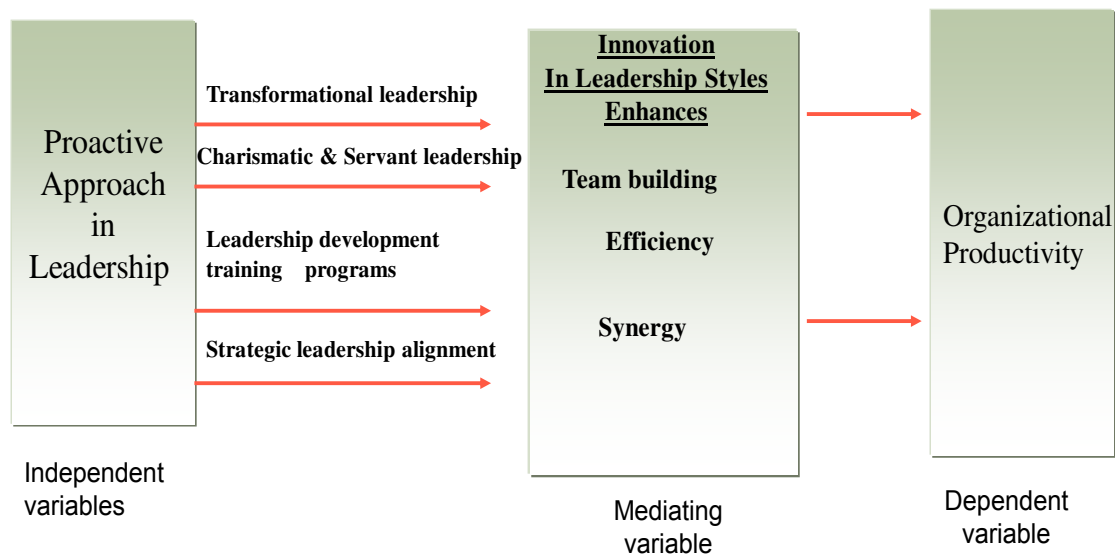 Proactive
Approach
in
Leadership
Transformational leadership
Charismatic & Servant leadership
Leadership development
training programs
Strategic leadership alignment
Innovation
In Leadership Styles
Enhances
Team building
Efficiency
Synergy
Organizational
Productivity
Independent
variables
Mediating
variable
Dependent
variable